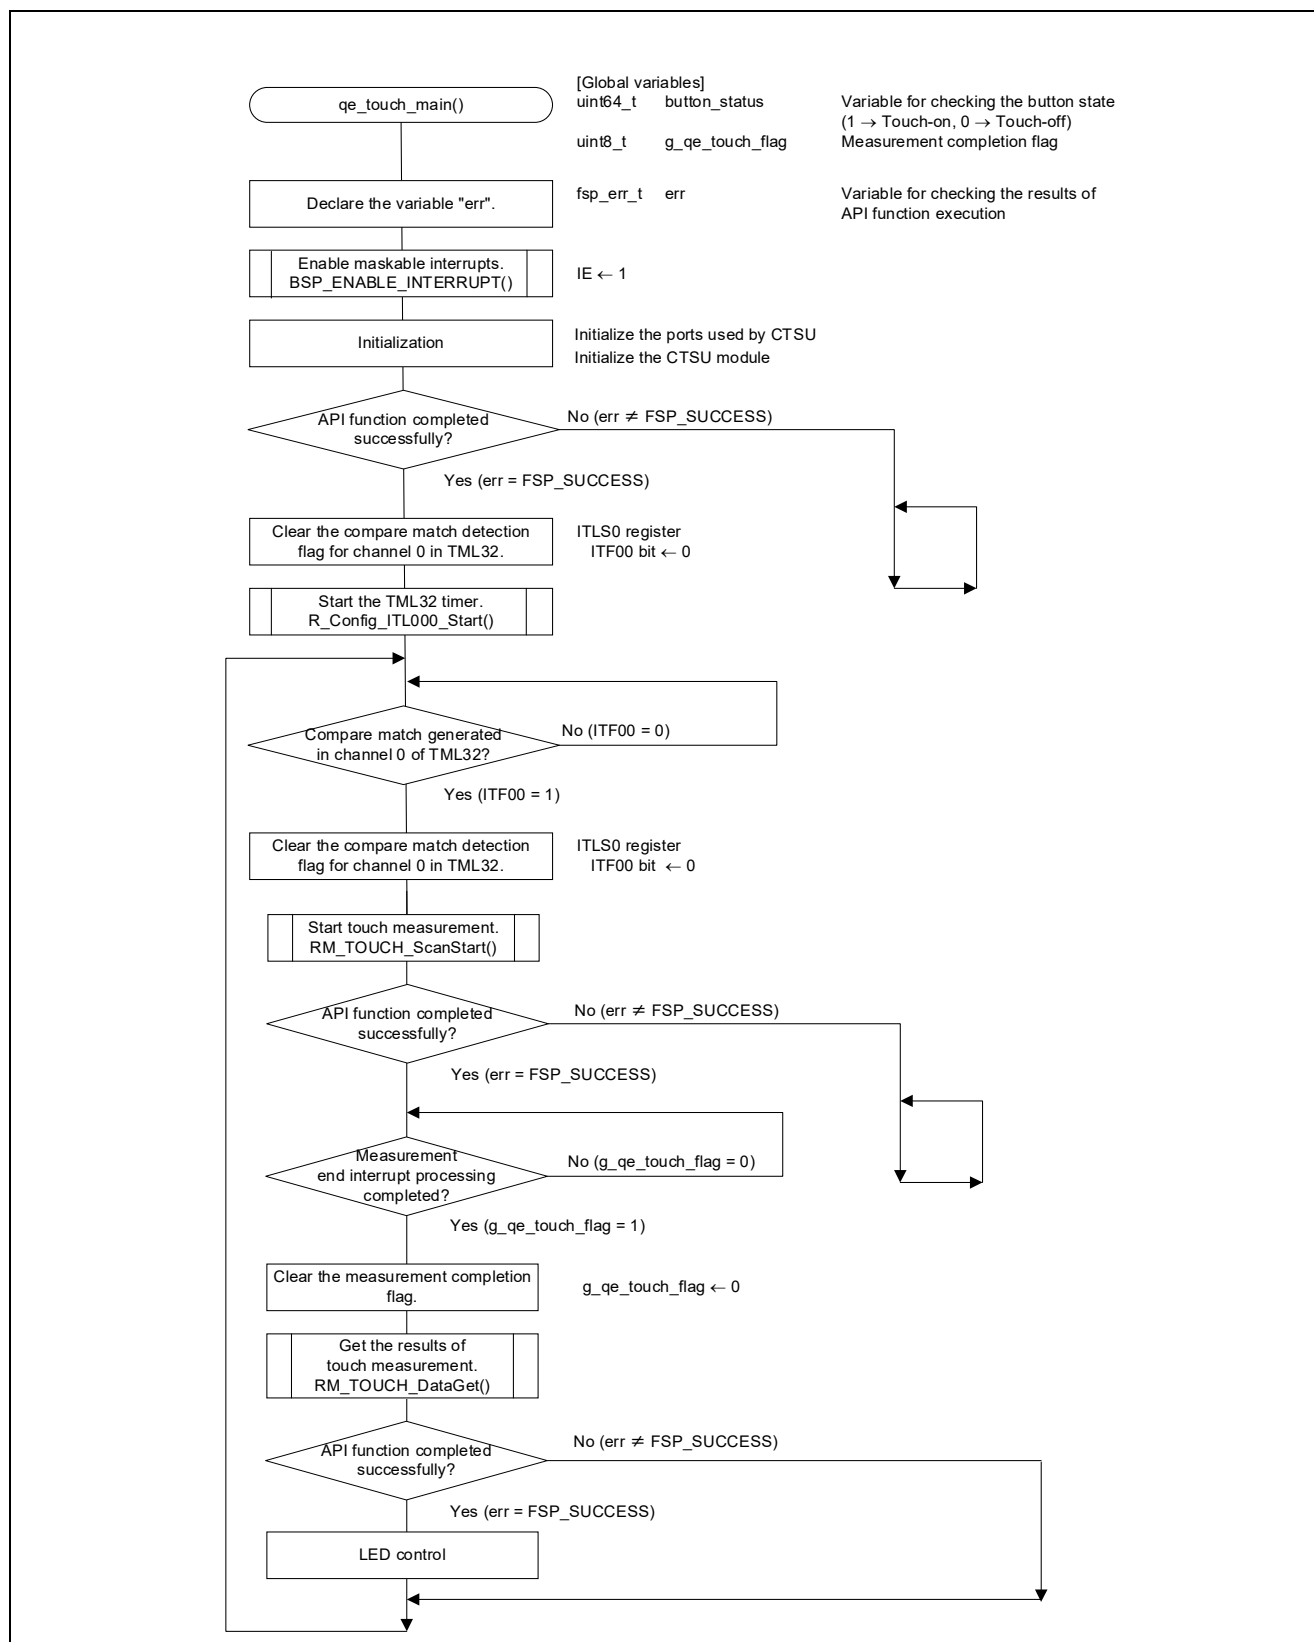 [Global variables]
qe_touch_main()
uint64_t button_status Variable for checking the button state
(1 → Touch-on, 0 → Touch-off)
uint8_t g_qe_touch_flag Measurement completion flag
Declare the variable "err".
fsp_err_t err Variable for checking the results of
API function execution
Enable maskable interrupts.
BSP_ENABLE_INTERRUPT()
IE ← 1
Initialization
Initialize the ports used by CTSU
Initialize the CTSU module
API function completed
successfully?
No (err ≠ FSP_SUCCESS)
Yes (err = FSP_SUCCESS)
Clear the compare match detection
flag for channel 0 in TML32.
ITLS0 register
ITF00 bit ← 0
Start the TML32 timer.
R_Config_ITL000_Start()
Compare match generated
in channel 0 of TML32?
No (ITF00 = 0)
Yes (ITF00 = 1)
Clear the compare match detection
flag for channel 0 in TML32.
ITLS0 register
ITF00 bit ← 0
Start touch measurement.
RM_TOUCH_ScanStart()
API function completed
successfully?
No (err ≠ FSP_SUCCESS)
Yes (err = FSP_SUCCESS)
Measurement
end interrupt processing
completed?
No (g_qe_touch_flag = 0)
Yes (g_qe_touch_flag = 1)
Clear the measurement completion
flag.
g_qe_touch_flag ← 0
Get the results of
touch measurement.
RM_TOUCH_DataGet()
API function completed
successfully?
No (err ≠ FSP_SUCCESS)
Yes (err = FSP_SUCCESS)
LED control